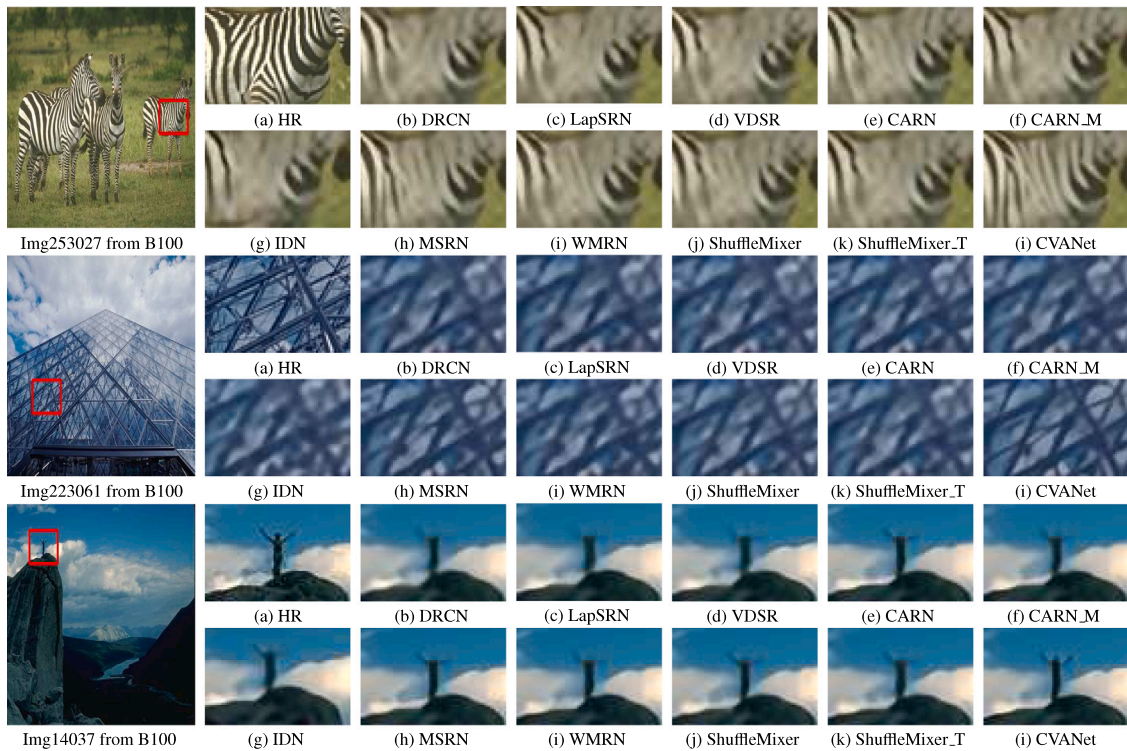 (a) HR (b) DRCN (c) LapSRN (d) VDSR (e) CARN (f) CARN_M
Img253027 from B100 (g) IDN (h) MSRN (i) WMRN (j) ShuffleMixer (k) ShuffleMixer_T (i) CVANet
(a) HR (b) DRCN (c) LapSRN (d) VDSR (e) CARN (f) CARN_M
Img223061 from B100 (g) IDN (h) MSRN (i) WMRN (j) ShuffleMixer (k) ShuffleMixer_T (i) CVANet
(a) HR (b) DRCN (c) LapSRN (d) VDSR (e) CARN (f) CARN_M
Img14037 from B100 (g) IDN (h) MSRN (i) WMRN (j) ShuffleMixer (k) ShuffleMixer_T (i) CVANet